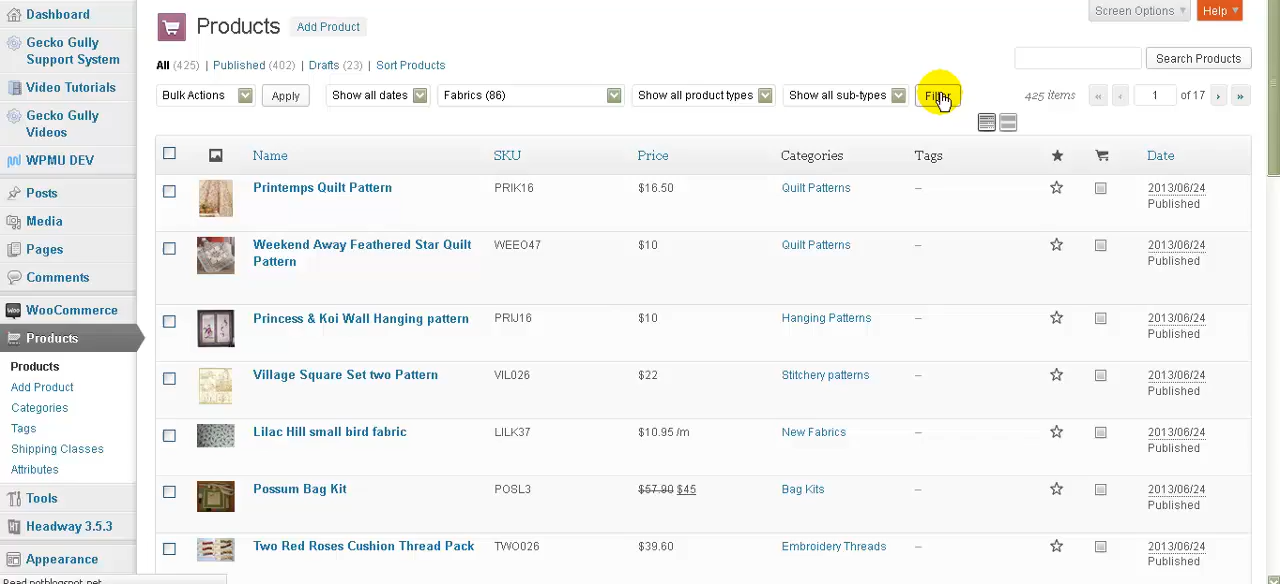 Dashboard
Gecko Gully
Support System
Video Tutorials
Gecko Gully
Videos
WPMU DEV
Posts
Media
Pages
Comments
WooCommerce
Products
Products
Add Product
Categories
Tags
Shipping Classes
Attributes
Tools
Headway 3.5.3
Appearance
Screen Options
Help
Products Add Product
All (425) | Published (402) | Drafts (23) | Sort Products
Search Products
Bulk Actions Apply Show all dates Fabrics (86) Show all product types Show all sub-types Filter 425 items « ‹ 1 of 17 › »
Name SKU Price Categories Tags Date
Printemps Quilt Pattern PRIK16 $16.50 Quilt Patterns – 2013/06/24
Published
Weekend Away Feathered Star Quilt
Pattern WEEO47 $10 Quilt Patterns – 2013/06/24
Published
Princess & Koi Wall Hanging pattern PRIJ16 $10 Hanging Patterns – 2013/06/24
Published
Village Square Set two Pattern VIL026 $22 Stitchery patterns – 2013/06/24
Published
Lilac Hill small bird fabric LILK37 $10.95 /m New Fabrics – 2013/06/24
Published
Possum Bag Kit POSL3 $57.90 $45 Bag Kits – 2013/06/24
Published
Two Red Roses Cushion Thread Pack TWO026 $39.60 Embroidery Threads – 2013/06/24
Published